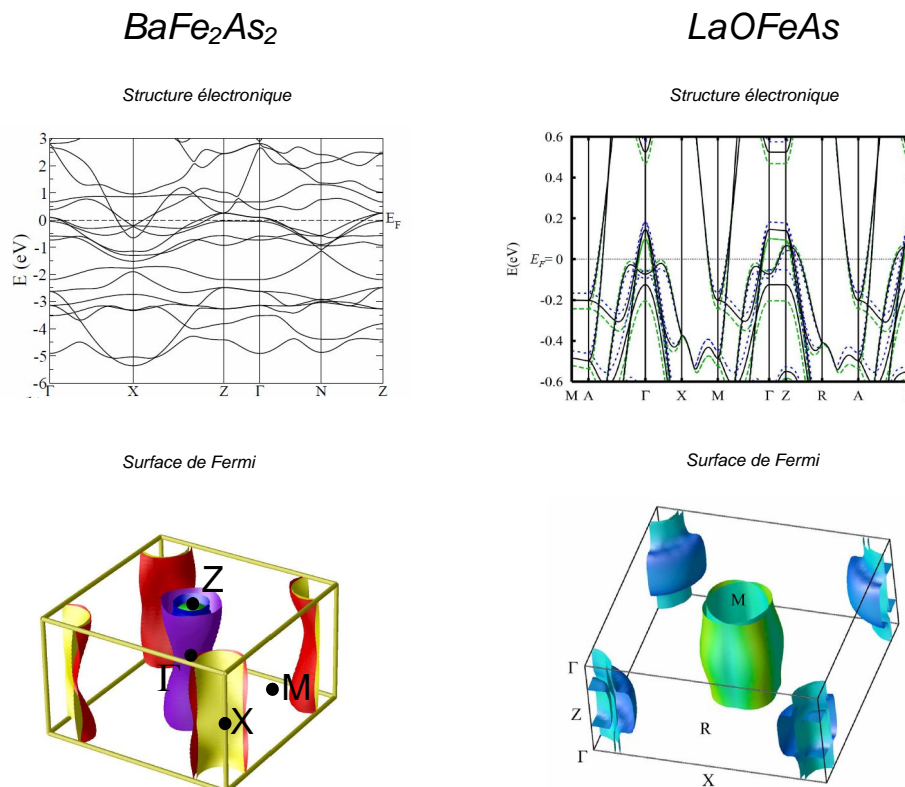 BaFe₂As₂
LaOFeAs
Structure électronique
Structure électronique
3
2
1
0
-1
-2
-3
-4
-5
-6
E (eV)
E_F
Γ X Z Γ N Z
0.6
0.4
0.2
E_F= 0
-0.2
-0.4
-0.6
E(eV)
M A Γ X M Γ Z R A
Surface de Fermi
Surface de Fermi
Z
Γ
M
X
M
Γ
Z
R
Γ
X